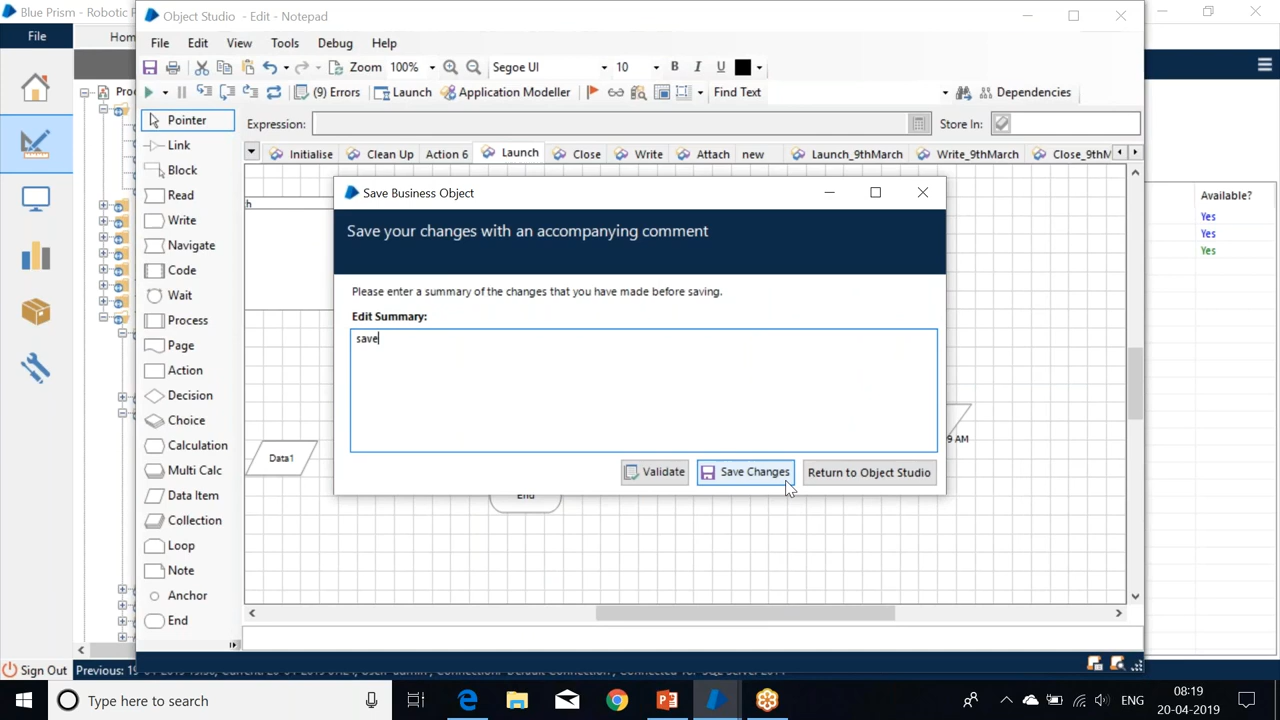 Blue Prism - Robotic P
Object Studio - Edit - Notepad
File
Hom
File Edit View Tools Debug Help
Zoom 100% Segoe UI 10 B I U
(9) Errors Launch Application Modeller Find Text Dependencies
Pointer
Expression:
Store In:
Proc
Link
Initialise Clean Up Action 6 Launch Close Write Attach new Launch_9thMarch Write_9thMarch Close_9thM
Block
Save Business Object
Read
Available?
Write
Yes
Save your changes with an accompanying comment
Yes
Navigate
Yes
Code
Please enter a summary of the changes that you have made before saving.
Wait
Edit Summary:
Process
save
Page
Action
Decision
Choice
9 AM
Calculation
Data1
Multi Calc
Validate Save Changes Return to Object Studio
Data Item
End
Collection
Loop
Note
Anchor
End
Sign Out
Type here to search
ENG
08:19
20-04-2019